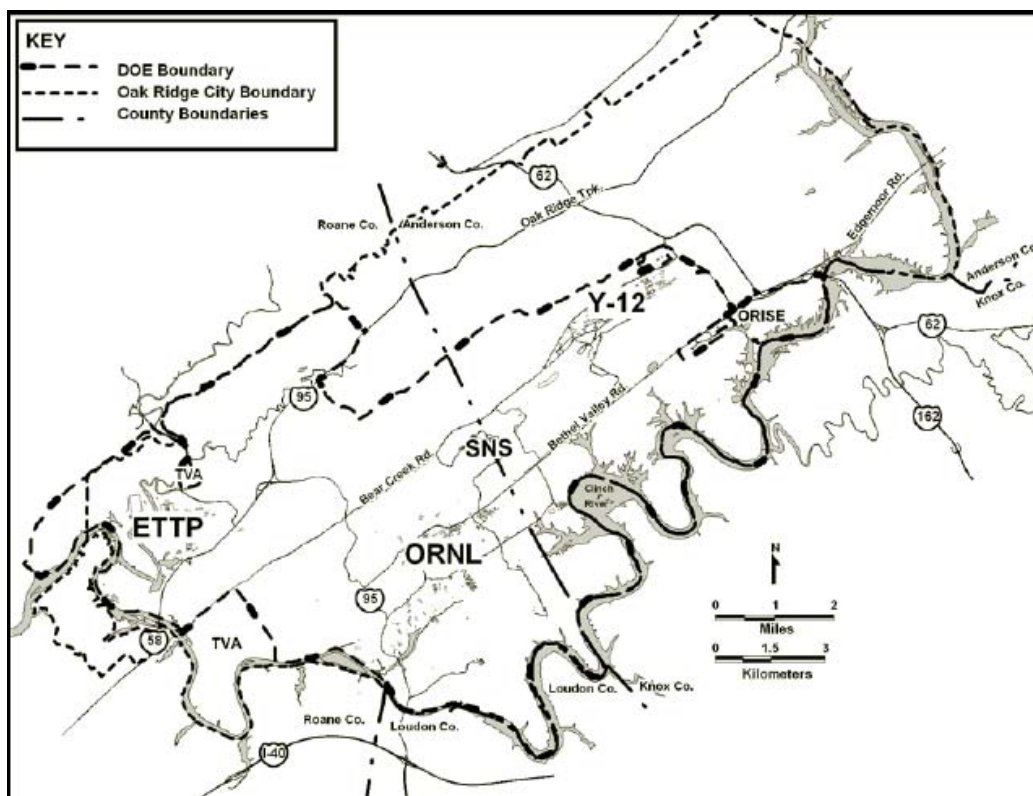 KEY
DOE Boundary
Oak Ridge City Boundary
County Boundaries
62
Oak Ridge Tpk.
Edgemoor Rd.
Roane Co.
Anderson Co.
Anderson Co.
Knox Co.
Y-12
ORISE
62
95
162
Bethel Valley Rd.
SNS
Bear Creek Rd.
TVA
Clinch
River
ETTP
ORNL
N
95
0 1 2
Miles
58
TVA
0 1.5 3
Kilometers
Loudon Co.
Knox Co.
Roane Co.
Loudon Co.
I-40